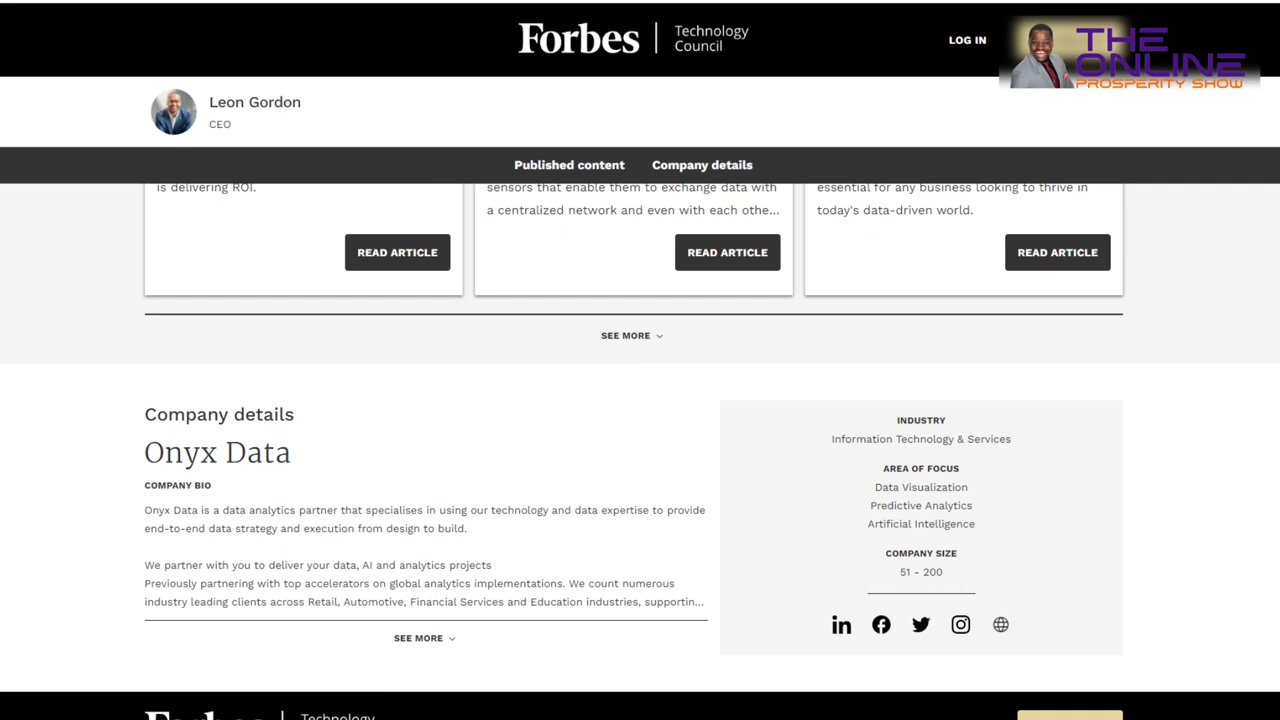 Forbes
Technology
Council
LOG IN
THE
ONLINE
PROSPERITY SHOW
Leon Gordon
CEO
Published content
Company details
is delivering ROI.
sensors that enable them to exchange data with
a centralized network and even with each othe...
essential for any business looking to thrive in
today's data-driven world.
READ ARTICLE
READ ARTICLE
READ ARTICLE
SEE MORE
Company details
Onyx Data
COMPANY BIO
Onyx Data is a data analytics partner that specialises in using our technology and data expertise to provide
end-to-end data strategy and execution from design to build.
We partner with you to deliver your data, AI and analytics projects
Previously partnering with top accelerators on global analytics implementations. We count numerous
industry leading clients across Retail, Automotive, Financial Services and Education industries, supportin...
SEE MORE
INDUSTRY
Information Technology & Services
AREA OF FOCUS
Data Visualization
Predictive Analytics
Artificial Intelligence
COMPANY SIZE
51 - 200
Forbes
Technology